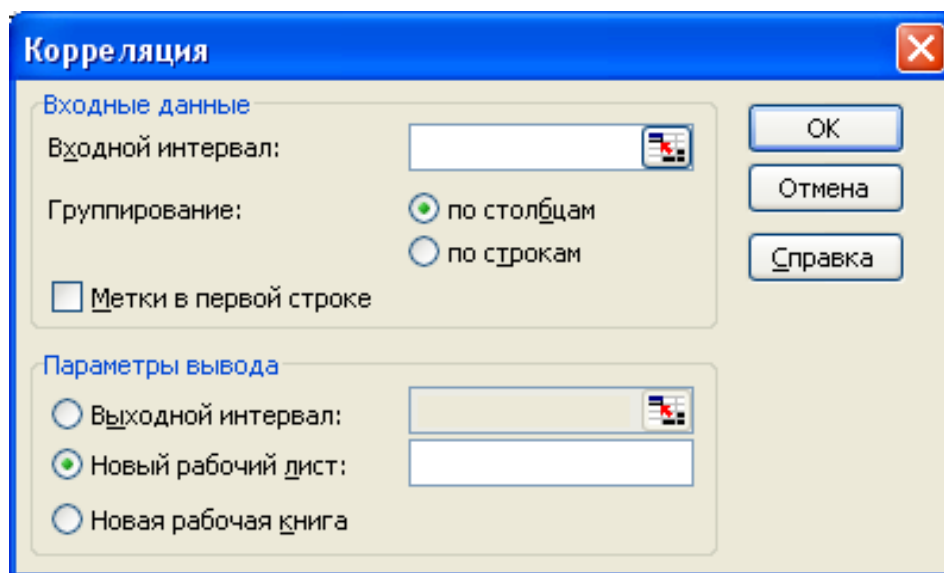 Корреляция
Входные данные
Входной интервал:
Группирование:
по столбцам
по строкам
Метки в первой строке
Параметры вывода
Выходной интервал:
Новый рабочий лист:
Новая рабочая книга
ОК
Отмена
Справка